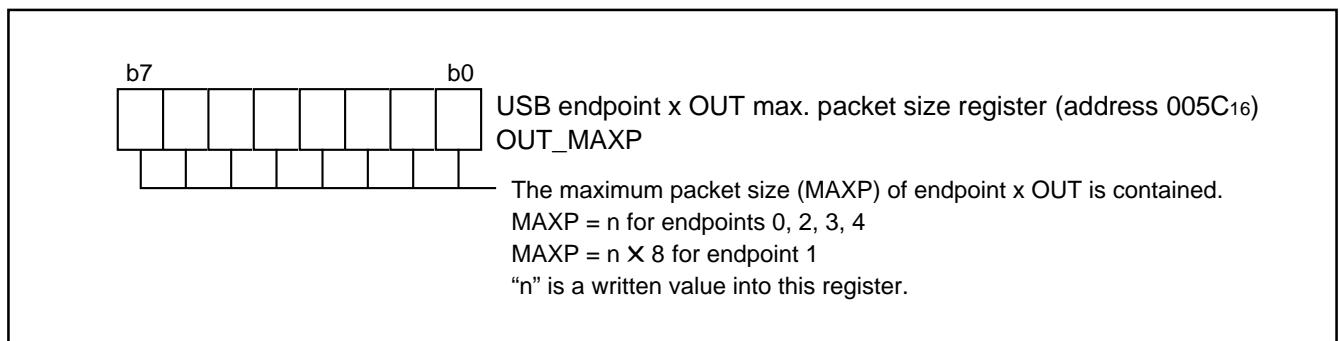 b7 b0
USB endpoint x OUT max. packet size register (address 005C16)
OUT_MAXP
The maximum packet size (MAXP) of endpoint x OUT is contained.
MAXP = n for endpoints 0, 2, 3, 4
MAXP = n ✕ 8 for endpoint 1
“n” is a written value into this register.